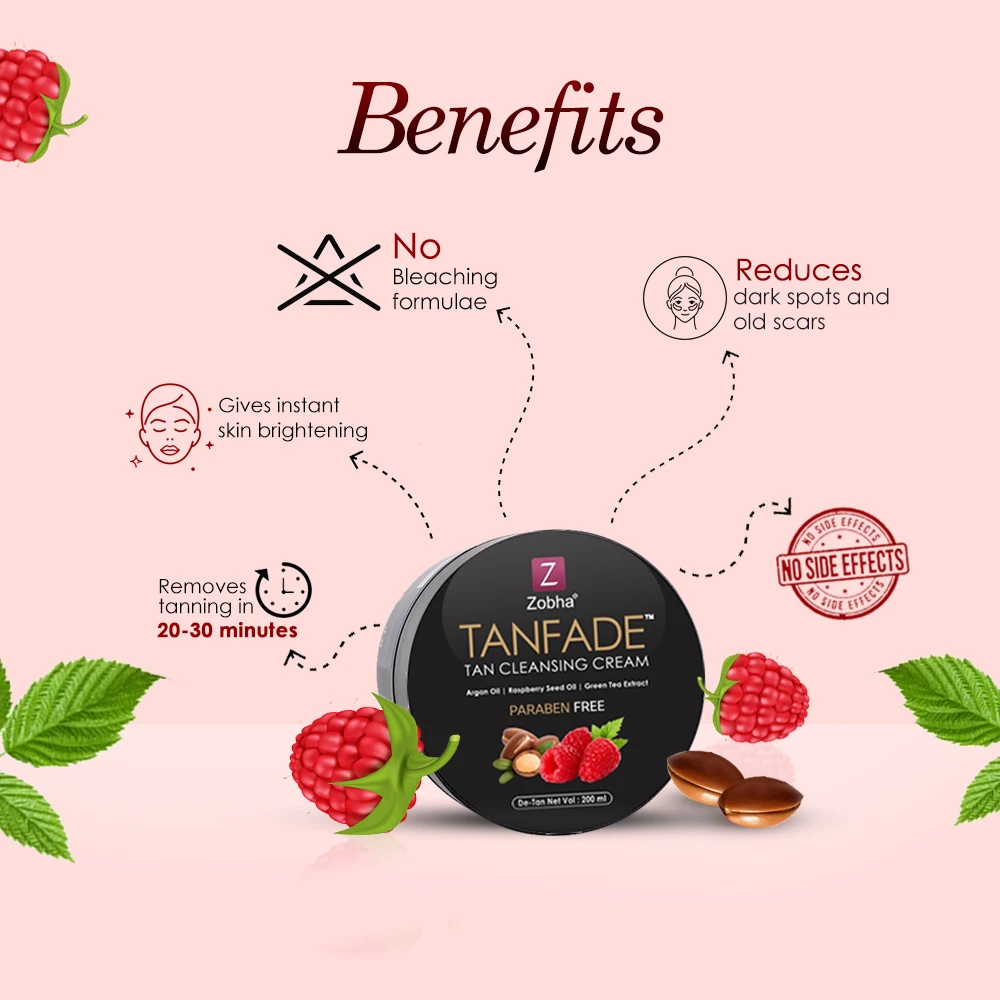 Benefits
No
Bleaching
formulae
Reduces
dark spots and
old scars
Gives instant
skin brightening
NO SIDE EFFECTS
NO SIDE EFFECTS
NO SIDE EFFECTS
Removes
tanning in
20-30 minutes
Z
Zobha®
TANFADE™
TAN CLEANSING CREAM
Argan Oil | Raspberry Seed Oil | Green Tea Extract
PARABEN FREE
De-Tan Net Vol : 200 ml